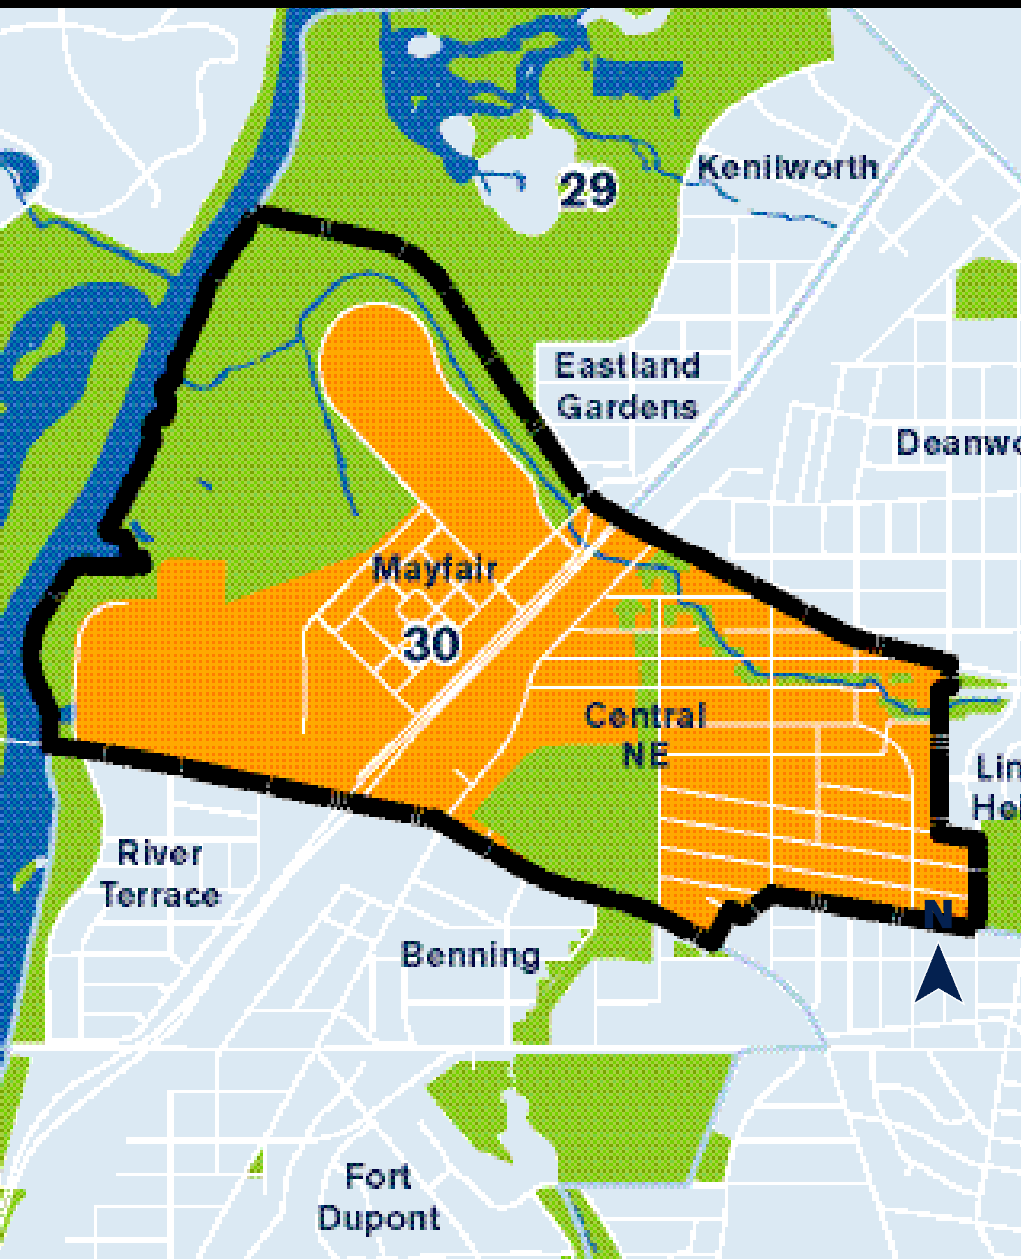 29
Kenilworth
Eastland
Gardens
Mayfair
30
Central
NE
River
Terrace
N
Benning
Fort
Dupont